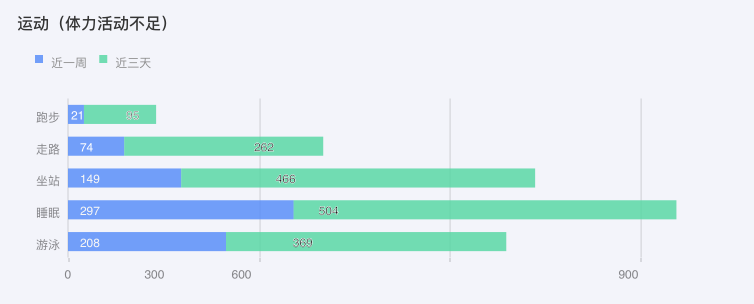 运动（体力活动不足）
近一周 近三天
跑步 21 95
走路 74 262
坐站 149 466
睡眠 297 504
游泳 208 369
0 300 600 900